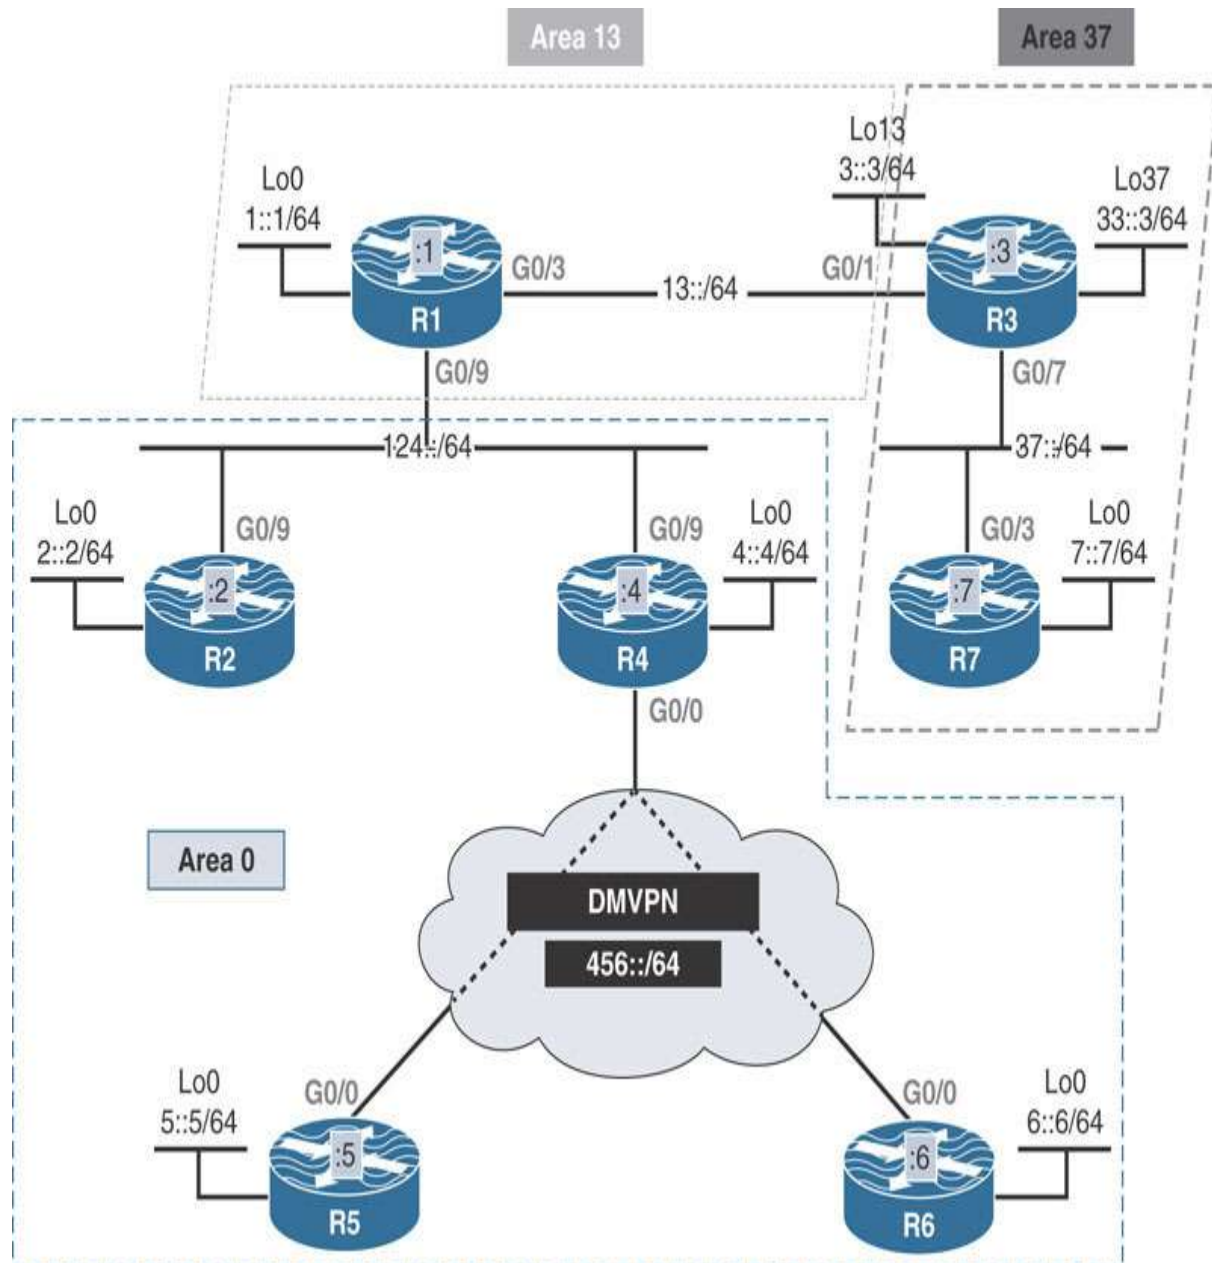 Area 13
Area 37
Lo13
3::3/64
Lo0
1::1/64
Lo37
33::3/64
:1
G0/3
13::/64
G0/1
:3
R1
R3
G0/9
G0/7
124::/64
37::/64
Lo0
2::2/64
G0/9
G0/9
Lo0
4::4/64
G0/3
Lo0
7::7/64
:2
:4
:7
R2
R4
R7
G0/0
Area 0
DMVPN
456::/64
Lo0
5::5/64
G0/0
G0/0
Lo0
6::6/64
:5
:6
R5
R6